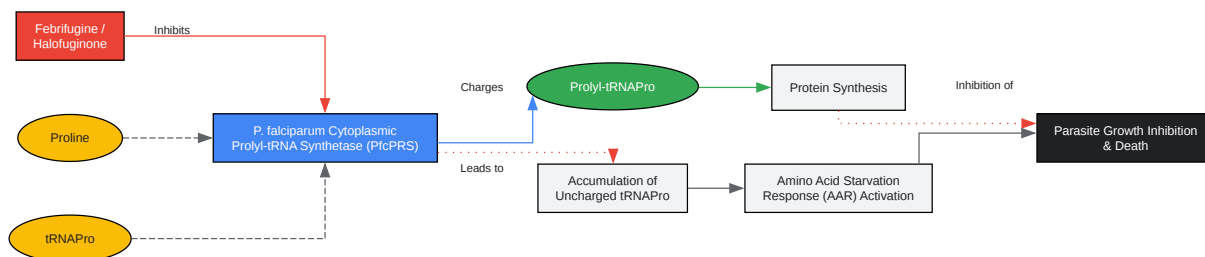 Febrifugine /
Halofuginone
Inhibits
Proline
tRNAPro
P. falciparum Cytoplasmic
Prolyl-tRNA Synthetase (PfcPRS)
Charges
Leads to
Prolyl-tRNAPro
Accumulation of
Uncharged tRNAPro
Protein Synthesis
Amino Acid Starvation
Response (AAR) Activation
Inhibition of
Parasite Growth Inhibition
& Death